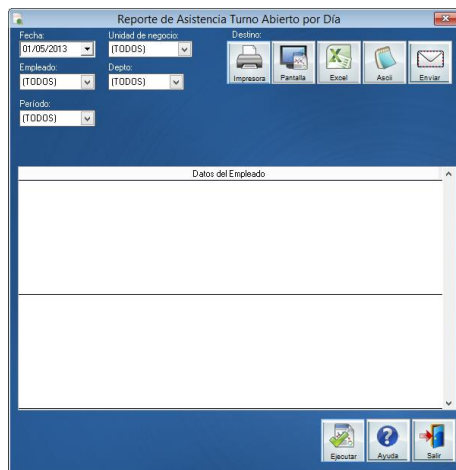 Reporte de Asistencia Turno Abierto por Día
Fecha: Unidad de negocio: Destino:
01/05/2013 (TODOS)
Empleado: Depto:
(TODOS) (TODOS)
Impresora Pantalla Excel Ascii Enviar
Período:
(TODOS)
Datos del Empleado
Ejecutar Ayuda Salir